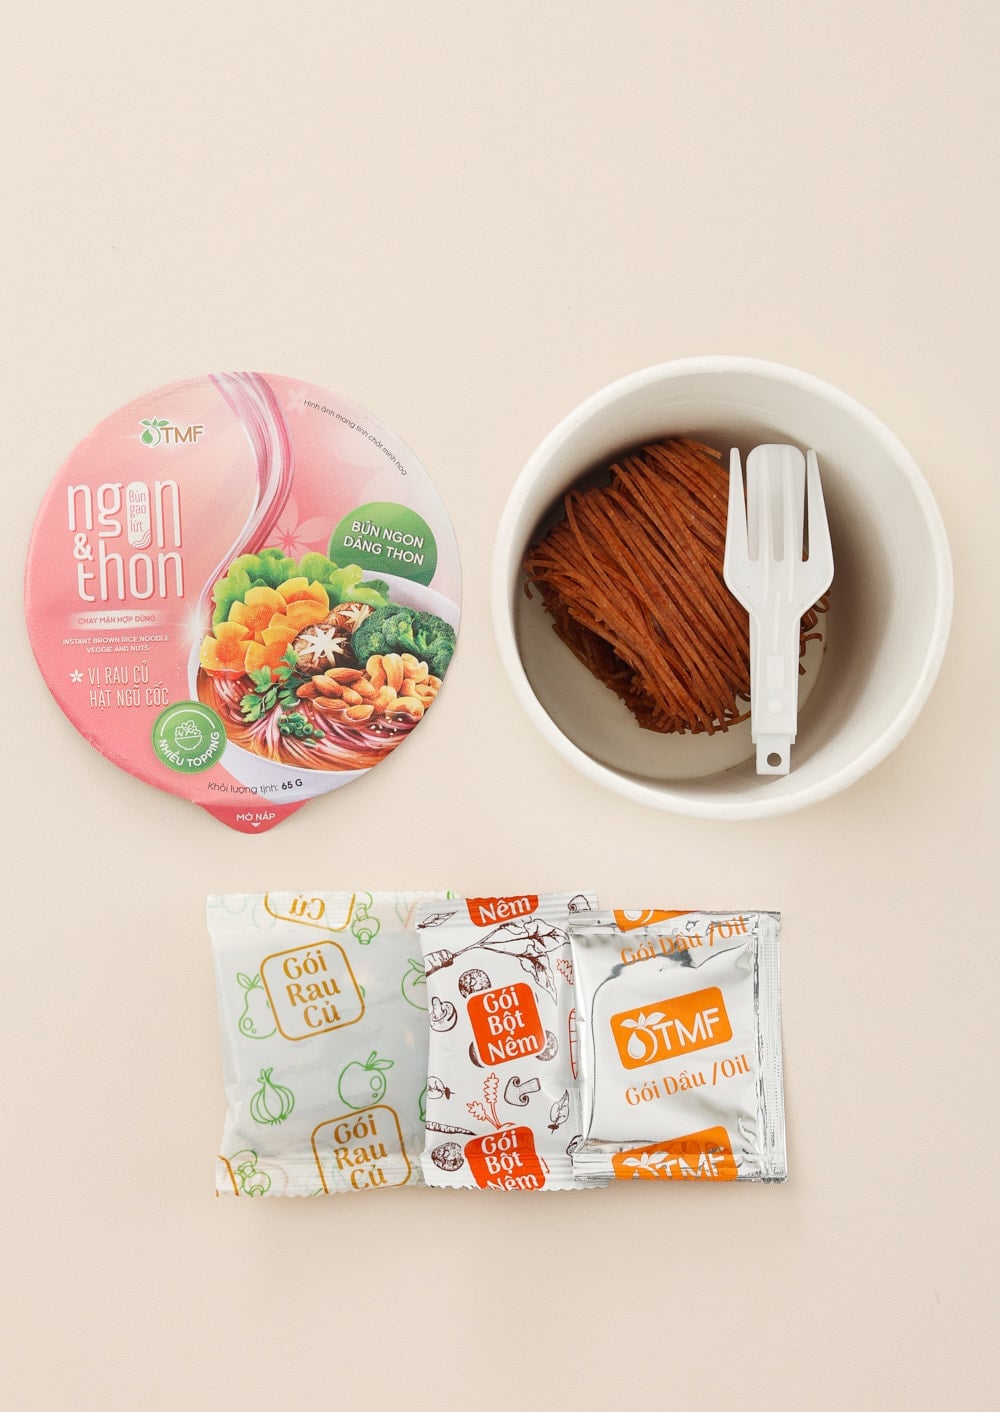 TMF
Hình ảnh mang tính chất minh họa
ngon
Bún
gạo
lứt
&
thon
BÚN NGON
DÁNG THON
CHAY MẶN HỢP DÙNG
INSTANT BROWN RICE NOODLE
VEGGIE AND NUTS
VỊ RAU CỦ
HẠT NGŨ CỐC
NHIỀU TOPPING
Khối lượng tịnh: 65 G
MỞ NẮP
Củ
Gói
Rau
Củ
Gói
Rau
Củ
Nêm
Gói
Bột
Nêm
Gói
Bột
Nêm
Gói Dầu /Oil
TMF
Gói Dầu /Oil
TMF